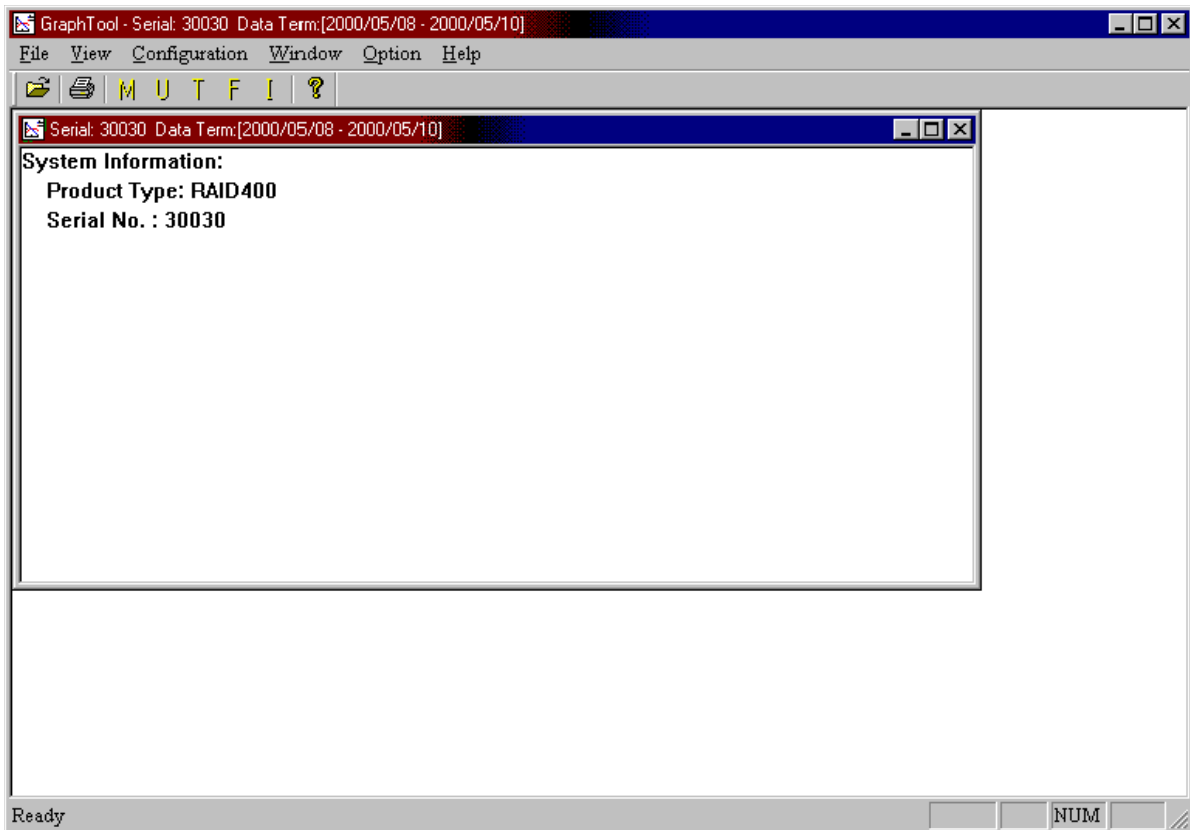 GraphTool - Serial: 30030 Data Term:[2000/05/08 - 2000/05/10]
File View Configuration Window Option Help
M U T F I ?
Serial: 30030 Data Term:[2000/05/08 - 2000/05/10]
System Information:
Product Type: RAID400
Serial No. : 30030
Ready NUM